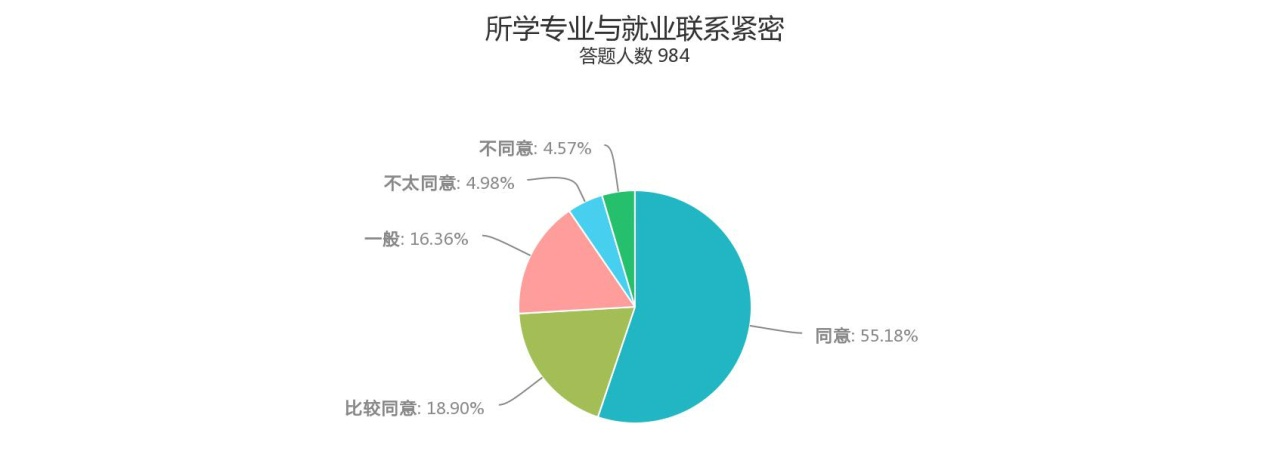 所学专业与就业联系紧密
答题人数 984
不同意: 4.57%
不太同意: 4.98%
一般: 16.36%
同意: 55.18%
比较同意: 18.90%